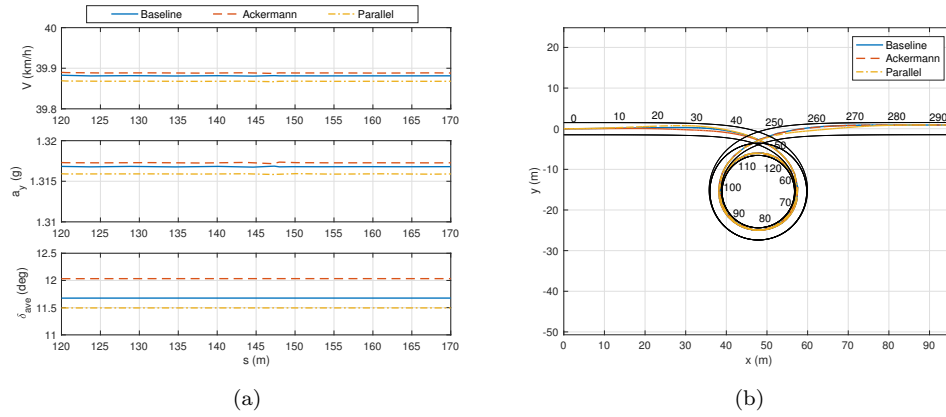 Baseline Ackermann Parallel
40
39.9
39.8
V (km/h)
120 125 130 135 140 145 150 155 160 165 170
1.32
1.315
1.31
a_y (g)
120 125 130 135 140 145 150 155 160 165 170
12.5
12
11.5
11
δ_ave (deg)
120 125 130 135 140 145 150 155 160 165 170
s (m)
(a)
20
10
0
-10
-20
-30
-40
-50
y (m)
Baseline
Ackermann
Parallel
0 10 20 30 40 250 260 270 280 290
50
110 120
100 60
70
90 80
0 10 20 30 40 50 60 70 80 90
x (m)
(b)